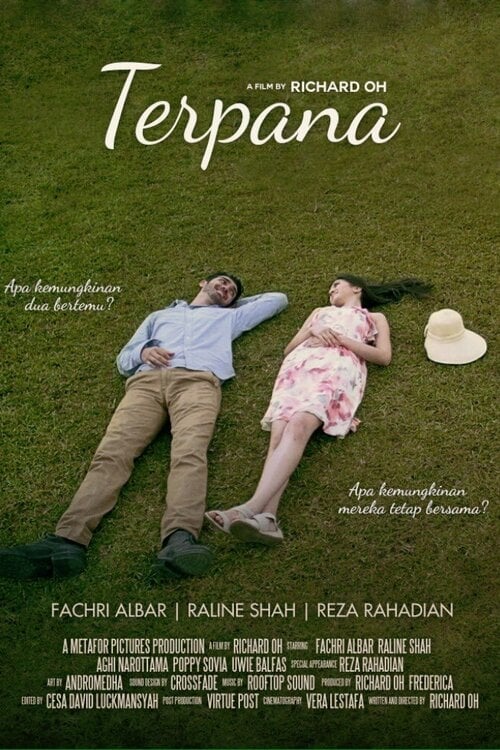 A FILM BY RICHARD OH
Terpana
Apa kemungkinan
dua bertemu?
Apa kemungkinan
mereka tetap bersama?
FACHRI ALBAR | RALINE SHAH | REZA RAHADIAN
A METAFOR PICTURES PRODUCTION A FILM BY RICHARD OH STARRING FACHRI ALBAR RALINE SHAH
AGHI NAROTTAMA POPPY SOVIA UWIE BALFAS SPECIAL APPEARANCE REZA RAHADIAN
ART BY ANDROMEDHA SOUND DESIGN BY CROSSFADE MUSIC BY ROOFTOP SOUND PRODUCED BY RICHARD OH FREDERICA
EDITED BY CESA DAVID LUCKMANSYAH POST PRODUCTION VIRTUE POST CINEMATOGRAPHY VERA LESTAFA WRITTEN AND DIRECTED BY RICHARD OH